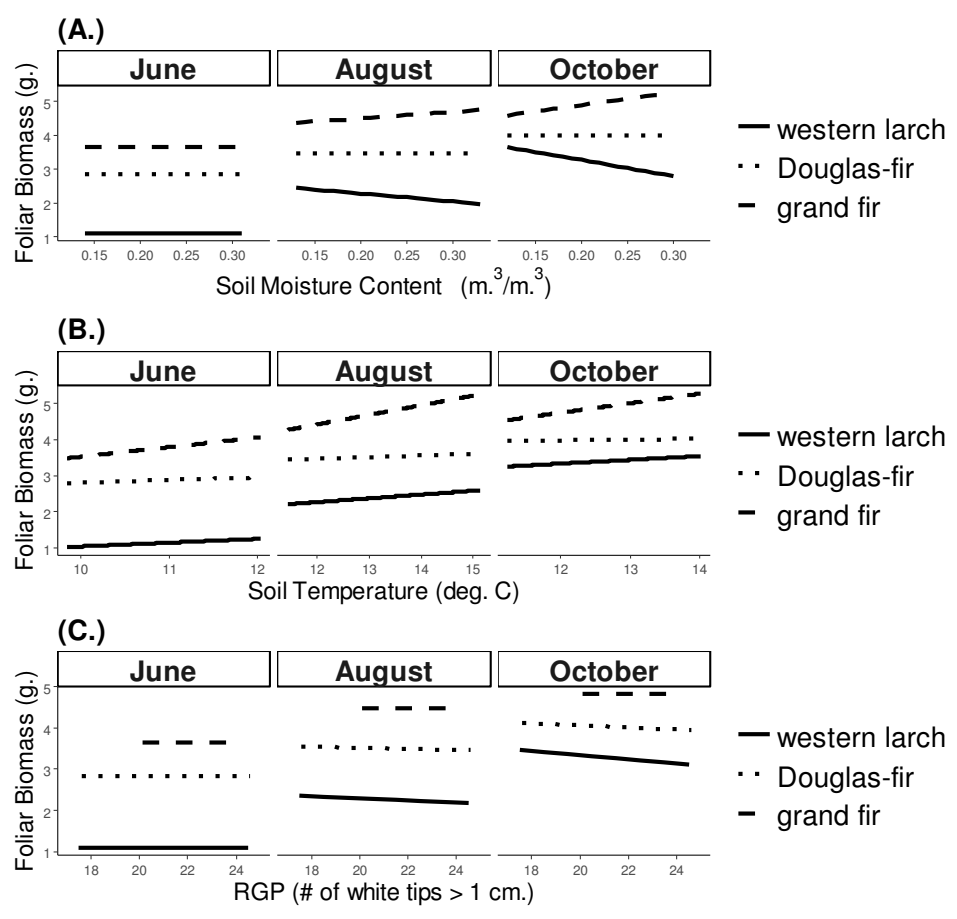 (A.)
June August October
Foliar Biomass (g.)
5
4
3
2
1
0.15 0.20 0.25 0.30 0.15 0.20 0.25 0.30 0.15 0.20 0.25 0.30
Soil Moisture Content (m.³/m.³)
western larch
Douglas-fir
grand fir
(B.)
June August October
Foliar Biomass (g.)
5
4
3
2
1
10 11 12 12 13 14 15 12 13 14
Soil Temperature (deg. C)
western larch
Douglas-fir
grand fir
(C.)
June August October
Foliar Biomass (g.)
5
4
3
2
1
18 20 22 24 18 20 22 24 18 20 22 24
RGP (# of white tips > 1 cm.)
western larch
Douglas-fir
grand fir